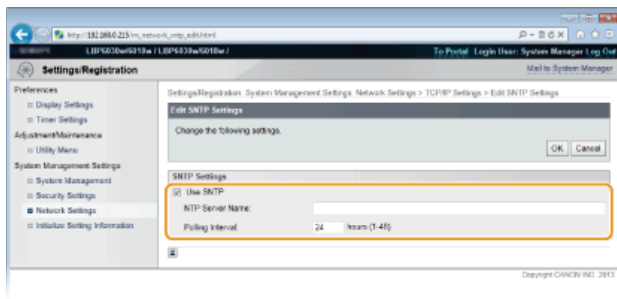 http://192.168.0.215/m_network_sntp_edit.html
LBP6030w/6018w / LBP6030w/6018w /
To Portal Login User: System Manager Log Out
Settings/Registration
Mail to System Manager
Preferences
Display Settings
Timer Settings
Adjustment/Maintenance
Utility Menu
System Management Settings
System Management
Security Settings
Network Settings
Initialize Setting Information
Settings/Registration: System Management Settings: Network Settings > TCP/IP Settings > Edit SNTP Settings
Edit SNTP Settings
Change the following settings.
OK Cancel
SNTP Settings
Use SNTP
NTP Server Name:
Polling Interval: 24 hours (1-48)
Copyright CANON INC. 2013